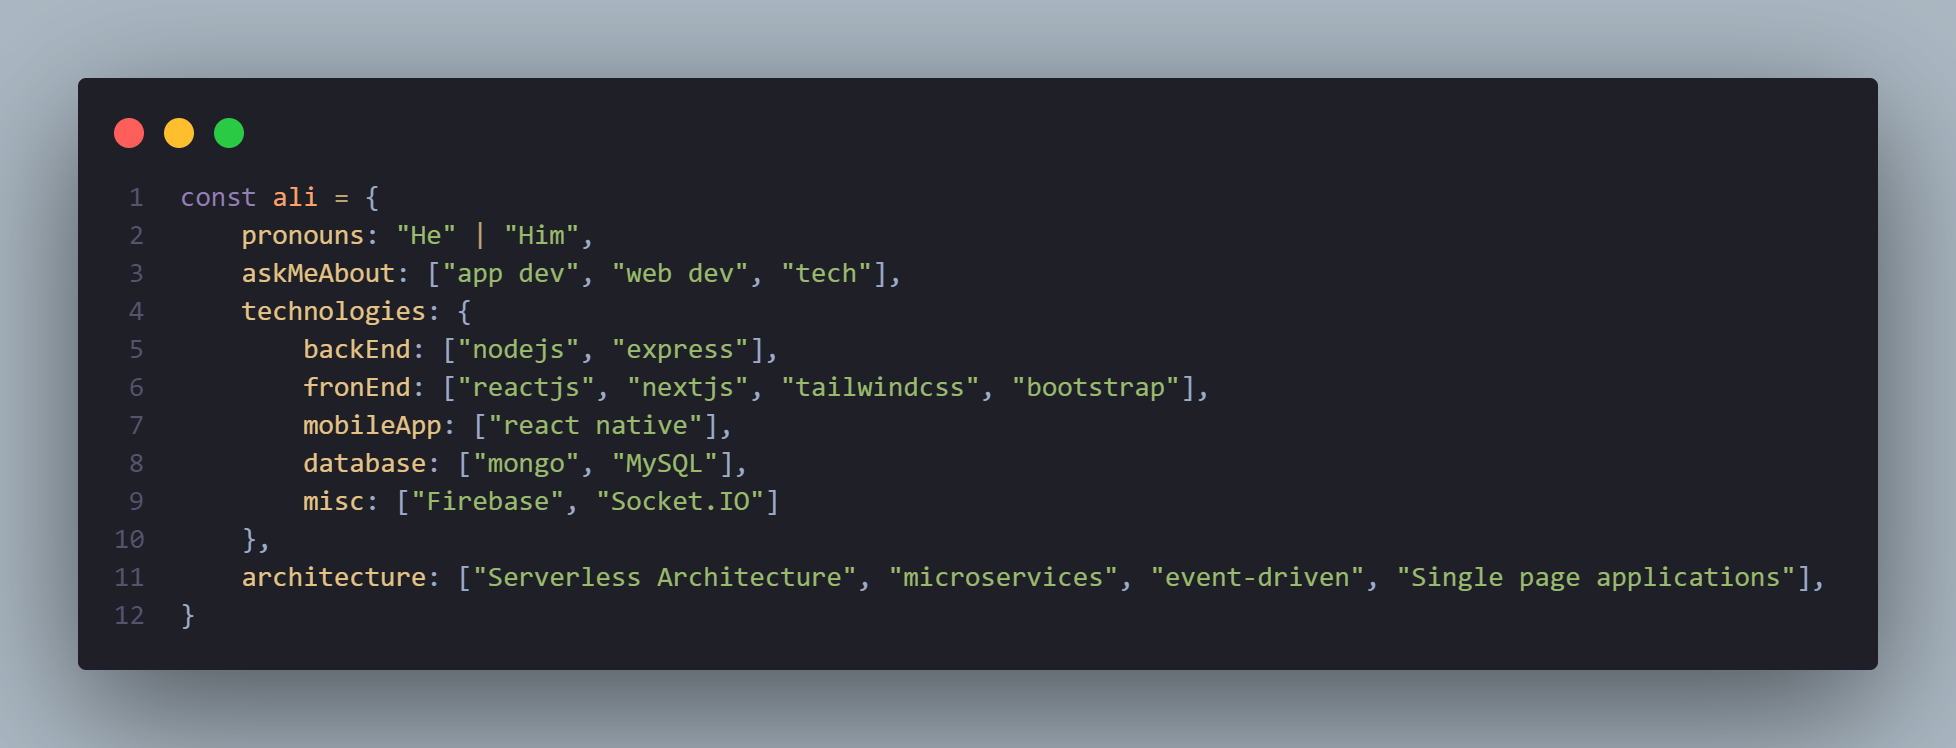 1 const ali = {
2     pronouns: "He" | "Him",
3     askMeAbout: ["app dev", "web dev", "tech"],
4     technologies: {
5         backEnd: ["nodejs", "express"],
6         fronEnd: ["reactjs", "nextjs", "tailwindcss", "bootstrap"],
7         mobileApp: ["react native"],
8         database: ["mongo", "MySQL"],
9         misc: ["Firebase", "Socket.IO"]
10     },
11     architecture: ["Serverless Architecture", "microservices", "event-driven", "Single page applications"],
12 }